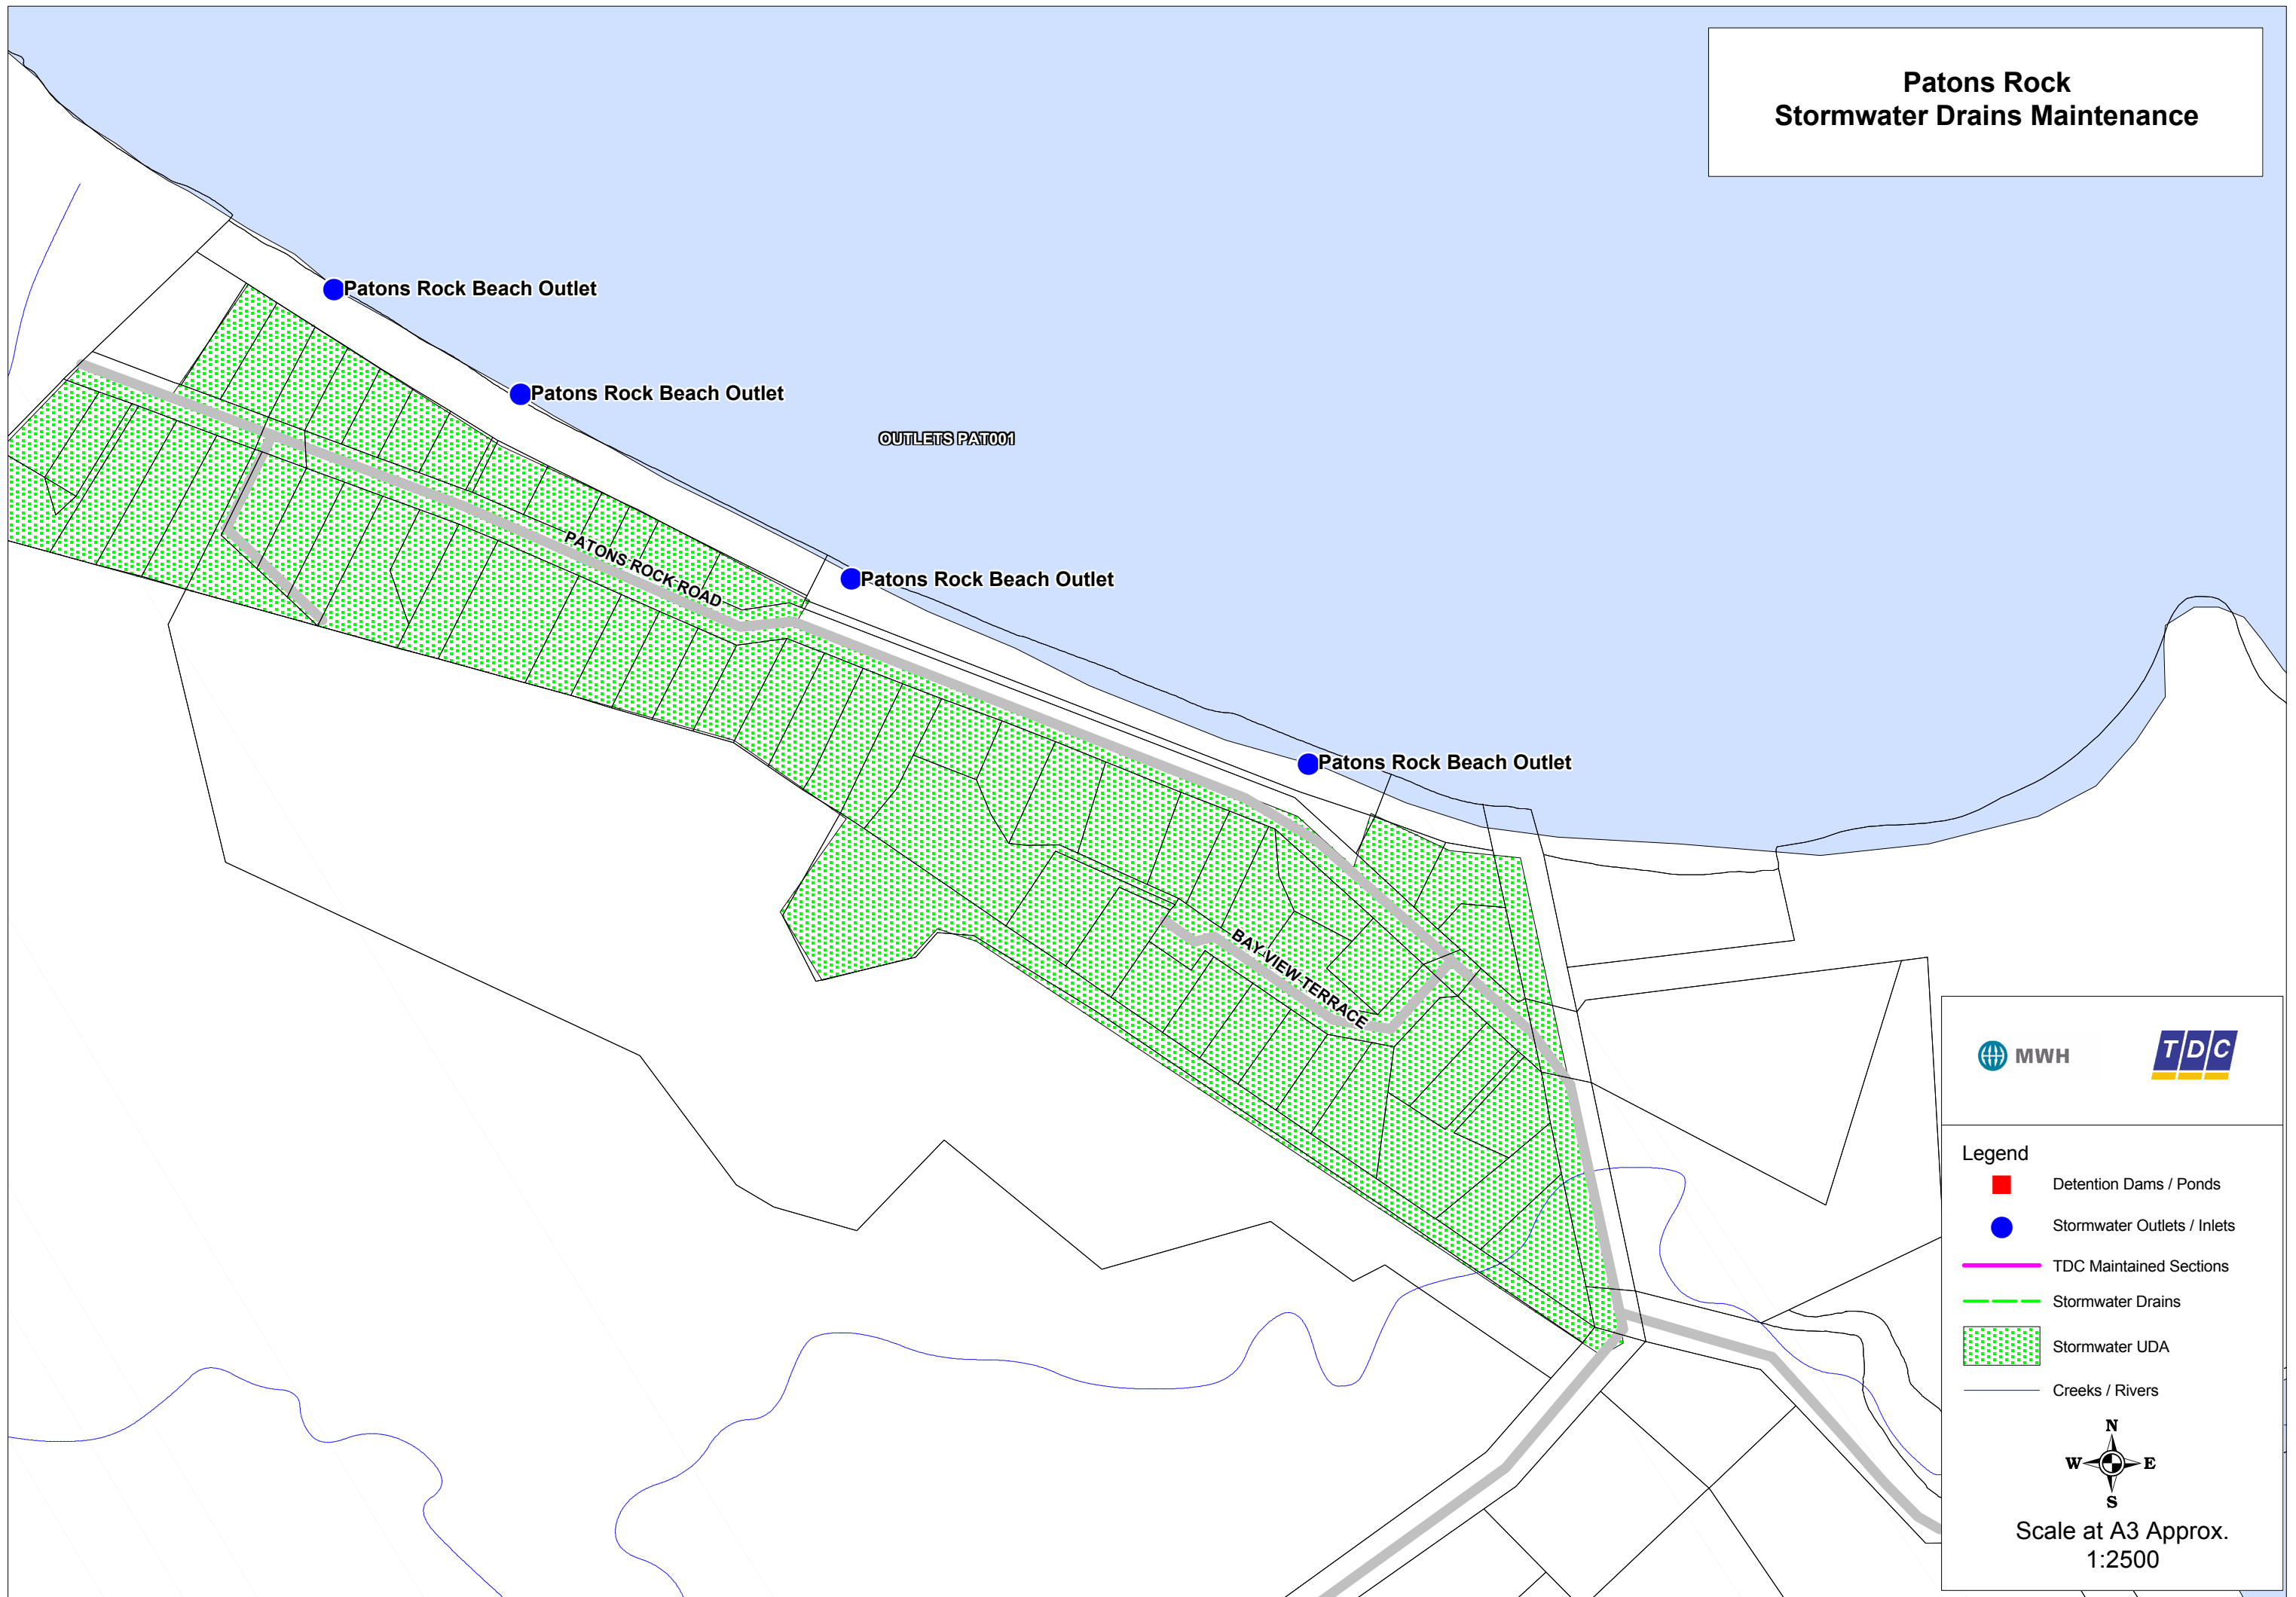 Patons Rock
Stormwater Drains Maintenance
Patons Rock Beach Outlet
Patons Rock Beach Outlet
OUTLETS PAT001
PATONS ROCK ROAD
Patons Rock Beach Outlet
Patons Rock Beach Outlet
BAY VIEW TERRACE
MWH
TDC
Legend
Detention Dams / Ponds
Stormwater Outlets / Inlets
TDC Maintained Sections
Stormwater Drains
Stormwater UDA
Creeks / Rivers
N
W E
S
Scale at A3 Approx.
1:2500